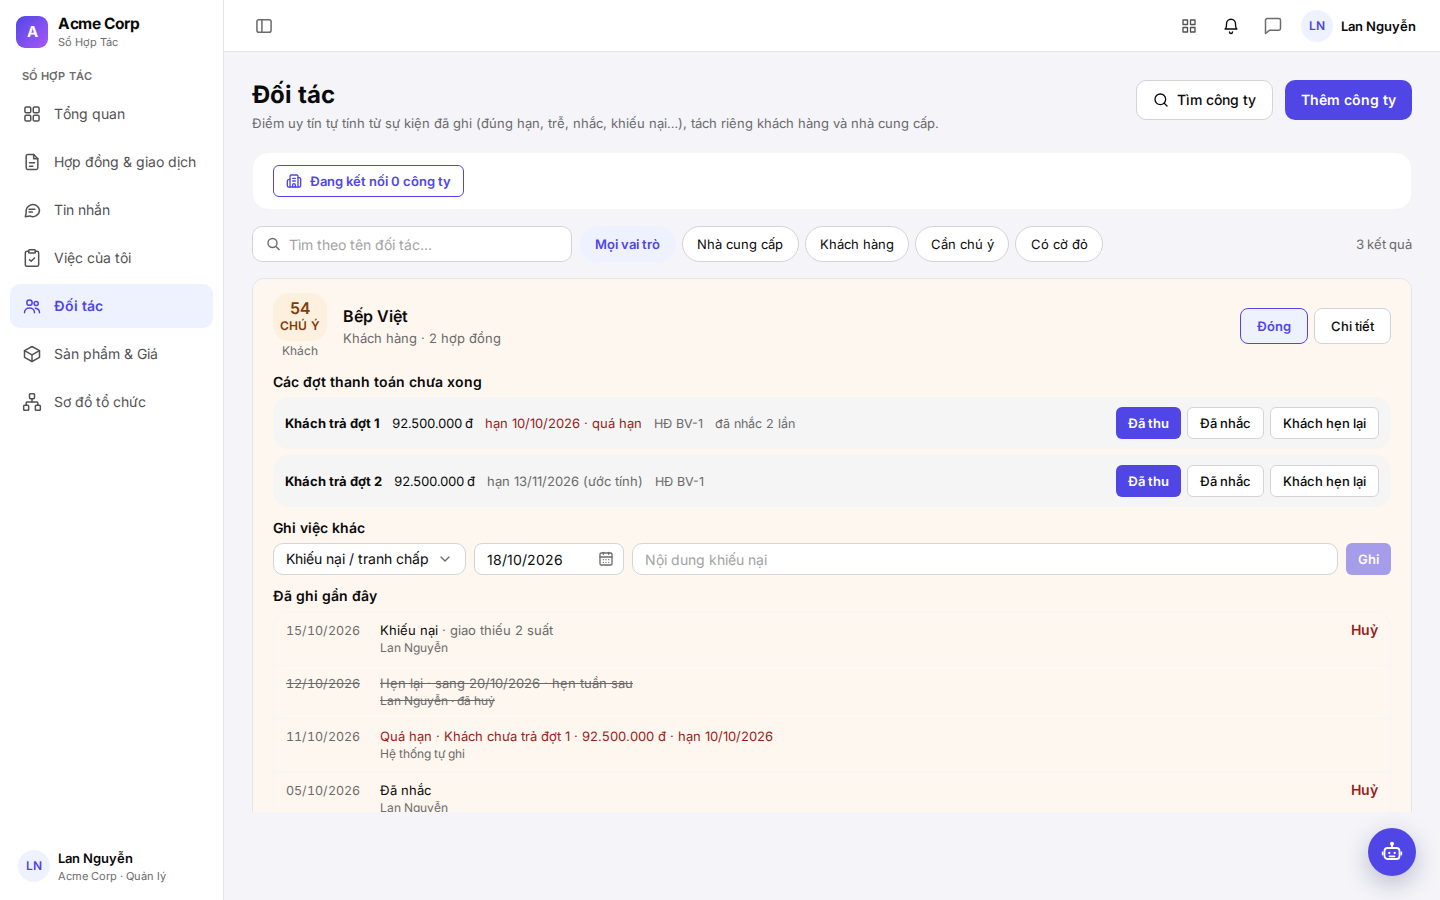 A
Acme Corp
Sổ Hợp Tác
SỔ HỢP TÁC
Tổng quan
Hợp đồng & giao dịch
Tin nhắn
Việc của tôi
Đối tác
Sản phẩm & Giá
Sơ đồ tổ chức
LN
Lan Nguyễn
Acme Corp · Quản lý
LN
Lan Nguyễn
Đối tác
Điểm uy tín tự tính từ sự kiện đã ghi (đúng hạn, trễ, nhắc, khiếu nại...), tách riêng khách hàng và nhà cung cấp.
Tìm công ty
Thêm công ty
Đang kết nối 0 công ty
Tìm theo tên đối tác...
Mọi vai trò
Nhà cung cấp
Khách hàng
Cần chú ý
Có cờ đỏ
3 kết quả
54
CHÚ Ý
Khách
Bếp Việt
Khách hàng · 2 hợp đồng
Đóng
Chi tiết
Các đợt thanh toán chưa xong
Khách trả đợt 1 92.500.000 đ hạn 10/10/2026 · quá hạn HĐ BV-1 đã nhắc 2 lần
Đã thu
Đã nhắc
Khách hẹn lại
Khách trả đợt 2 92.500.000 đ hạn 13/11/2026 (ước tính) HĐ BV-1
Đã thu
Đã nhắc
Khách hẹn lại
Ghi việc khác
Khiếu nại / tranh chấp
18/10/2026
Nội dung khiếu nại
Ghi
Đã ghi gần đây
15/10/2026 Khiếu nại · giao thiếu 2 suất
Lan Nguyễn
Huỷ
12/10/2026 Hẹn lại · sang 20/10/2026 · hẹn tuần sau
Lan Nguyễn · đã huỷ
11/10/2026 Quá hạn · Khách chưa trả đợt 1 · 92.500.000 đ · hạn 10/10/2026
Hệ thống tự ghi
05/10/2026 Đã nhắc
Lan Nguyễn
Huỷ